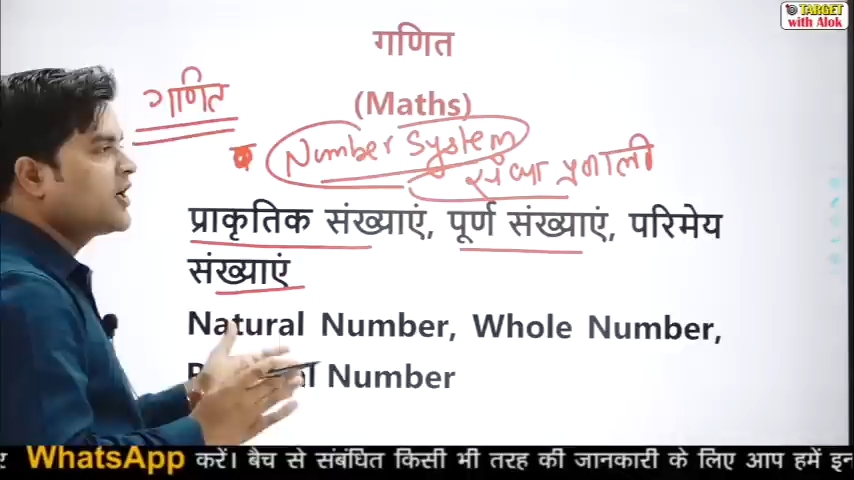 TARGET
with Alok
गणित
(Maths)
गणित
Number System
संख्या प्रणाली
प्राकृतिक संख्याएं, पूर्ण संख्याएं, परिमेय
संख्याएं
Natural Number, Whole Number,
Number
WhatsApp करें। बैच से संबंधित किसी भी तरह की जानकारी के लिए आप हमें इन